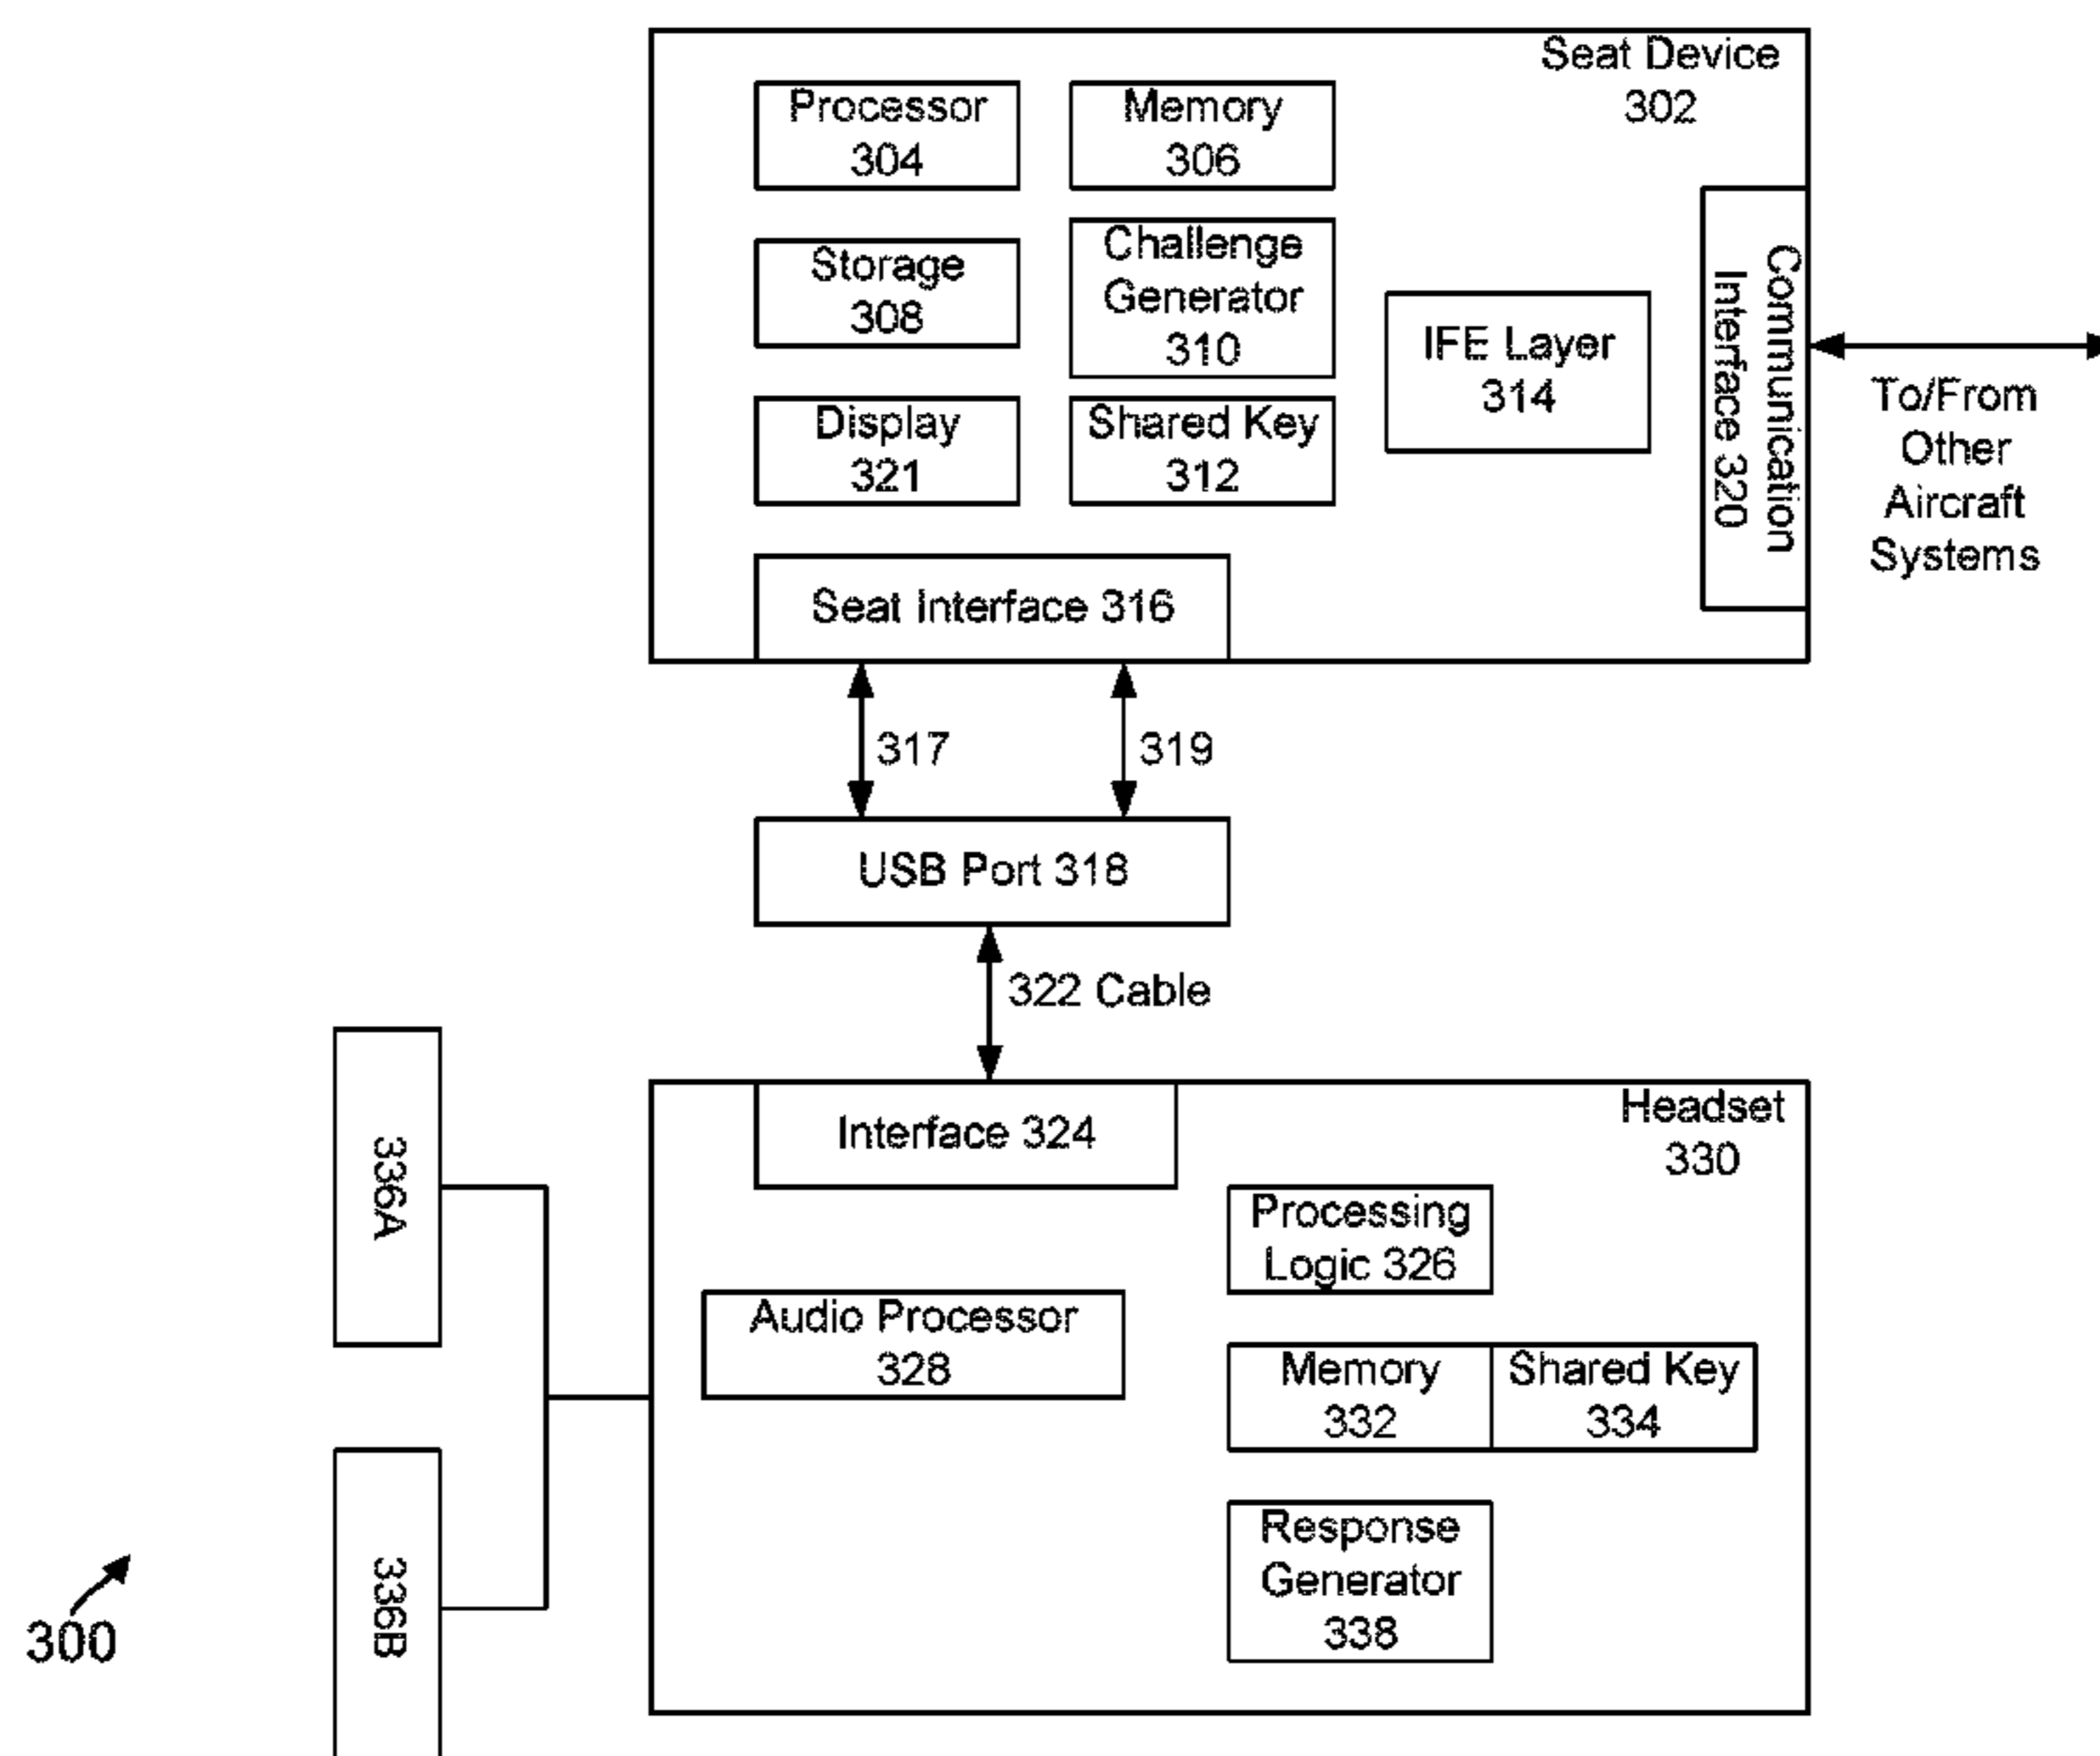 Seat Device
302
Processor
304
Memory
306
Storage
308
Challenge
Generator
310
Display
321
Shared Key
312
IFE Layer
314
Communication
Interface 320
To/From
Other
Aircraft
Systems
Seat Interface 316
317
319
USB Port 318
322 Cable
Headset
330
Interface 324
Processing
Logic 326
Audio Processor
328
Memory
332
Shared Key
334
Response
Generator
338
336A
336B
300